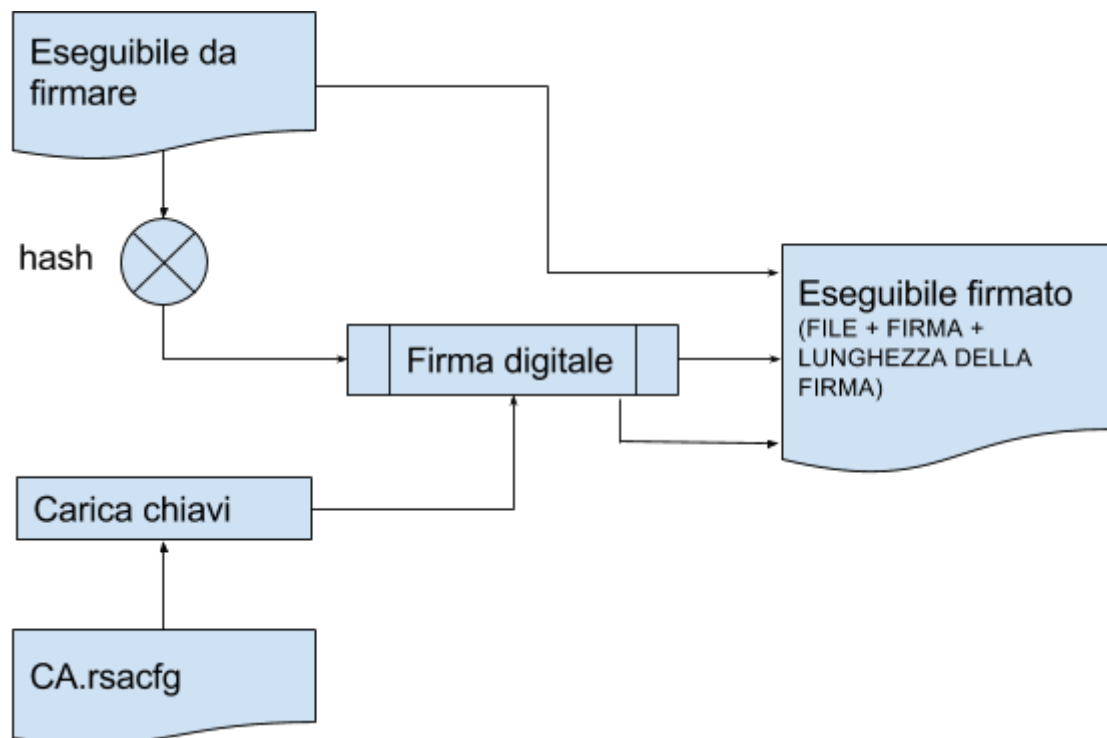 Eseguibile da
firmare
hash
Eseguibile firmato
(FILE + FIRMA +
LUNGHEZZA DELLA
FIRMA)
Firma digitale
Carica chiavi
CA.rsacfg